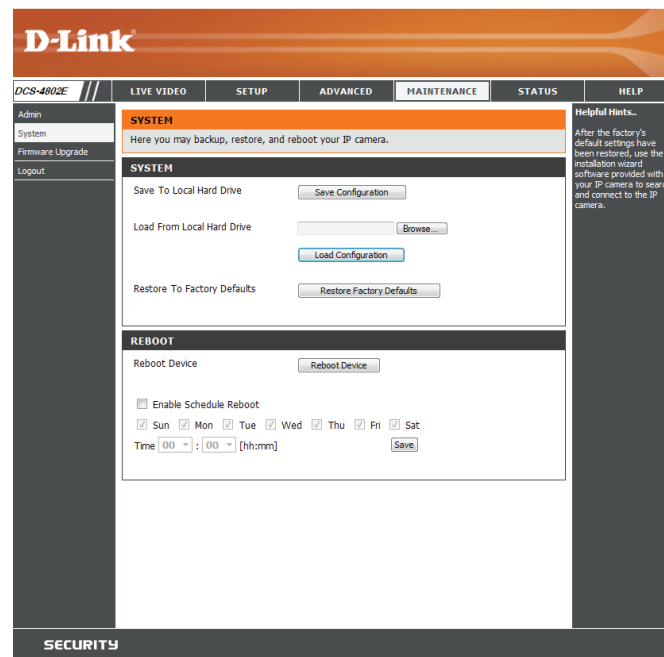 D-Link
DCS-4802E
LIVE VIDEO
SETUP
ADVANCED
MAINTENANCE
STATUS
HELP
Admin
System
Firmware Upgrade
Logout
SYSTEM
Here you may backup, restore, and reboot your IP camera.
SYSTEM
Save To Local Hard Drive
Save Configuration
Load From Local Hard Drive
Browse...
Load Configuration
Restore To Factory Defaults
Restore Factory Defaults
REBOOT
Reboot Device
Reboot Device
Enable Schedule Reboot
Sun Mon Tue Wed Thu Fri Sat
Time 00 : 00 [hh:mm]
Save
Helpful Hints..
After the factory's
default settings have
been restored, use the
installation wizard
software provided with
your IP camera to sear
and connect to the IP
camera.
SECURITY